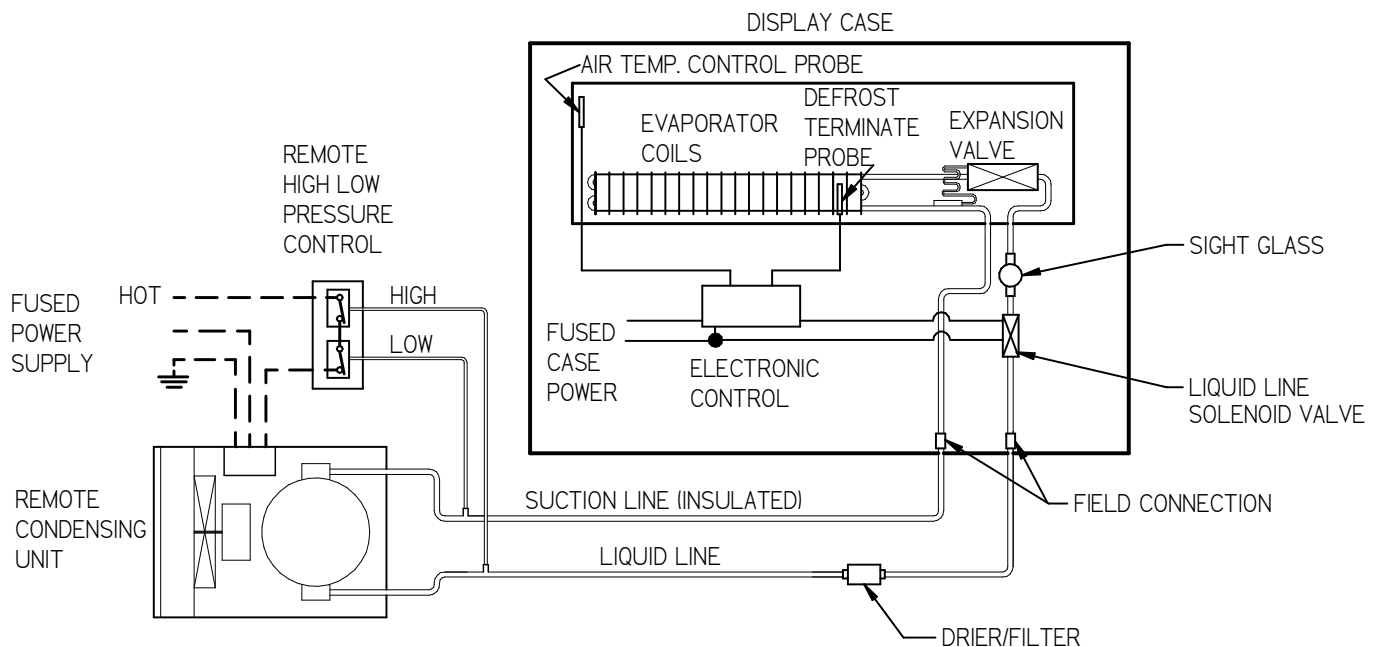 DISPLAY CASE
AIR TEMP. CONTROL PROBE
DEFROST
TERMINATE
PROBE
EVAPORATOR
COILS
EXPANSION
VALVE
REMOTE
HIGH LOW
PRESSURE
CONTROL
SIGHT GLASS
HOT
HIGH
FUSED
POWER
SUPPLY
LOW
FUSED
CASE
POWER
ELECTRONIC
CONTROL
LIQUID LINE
SOLENOID VALVE
REMOTE
CONDENSING
UNIT
SUCTION LINE (INSULATED)
FIELD CONNECTION
LIQUID LINE
DRIER/FILTER